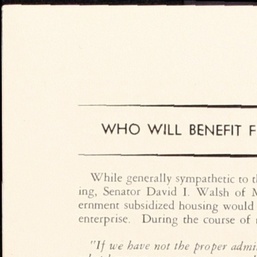 WHO WILL BENEFIT F
While generally sympathetic to
ing, Senator David I. Walsh of M
ernment subsidized housing would
enterprise. During the course of
"If we have not the proper